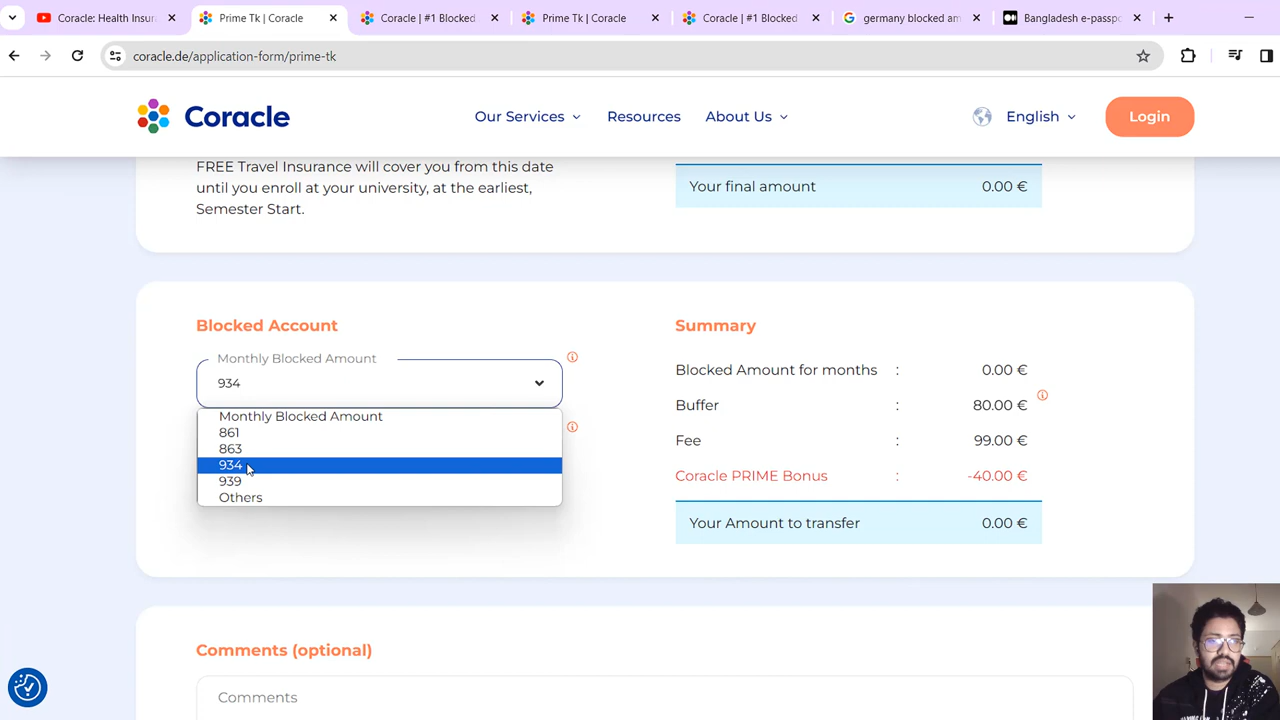 Coracle: Health Insur
Prime Tk | Coracle
Coracle | #1 Blocked
Prime Tk | Coracle
Coracle | #1 Blocked
germany blocked am
Bangladesh e-passpo
coracle.de/application-form/prime-tk
Coracle
Our Services
Resources
About Us
English
Login
FREE Travel Insurance will cover you from this date
until you enroll at your university, at the earliest,
Semester Start.
Your final amount 0.00 €
Blocked Account
Monthly Blocked Amount
934
Monthly Blocked Amount
861
863
934
939
Others
Summary
Blocked Amount for months : 0.00 €
Buffer : 80.00 €
Fee : 99.00 €
Coracle PRIME Bonus : -40.00 €
Your Amount to transfer 0.00 €
Comments (optional)
Comments